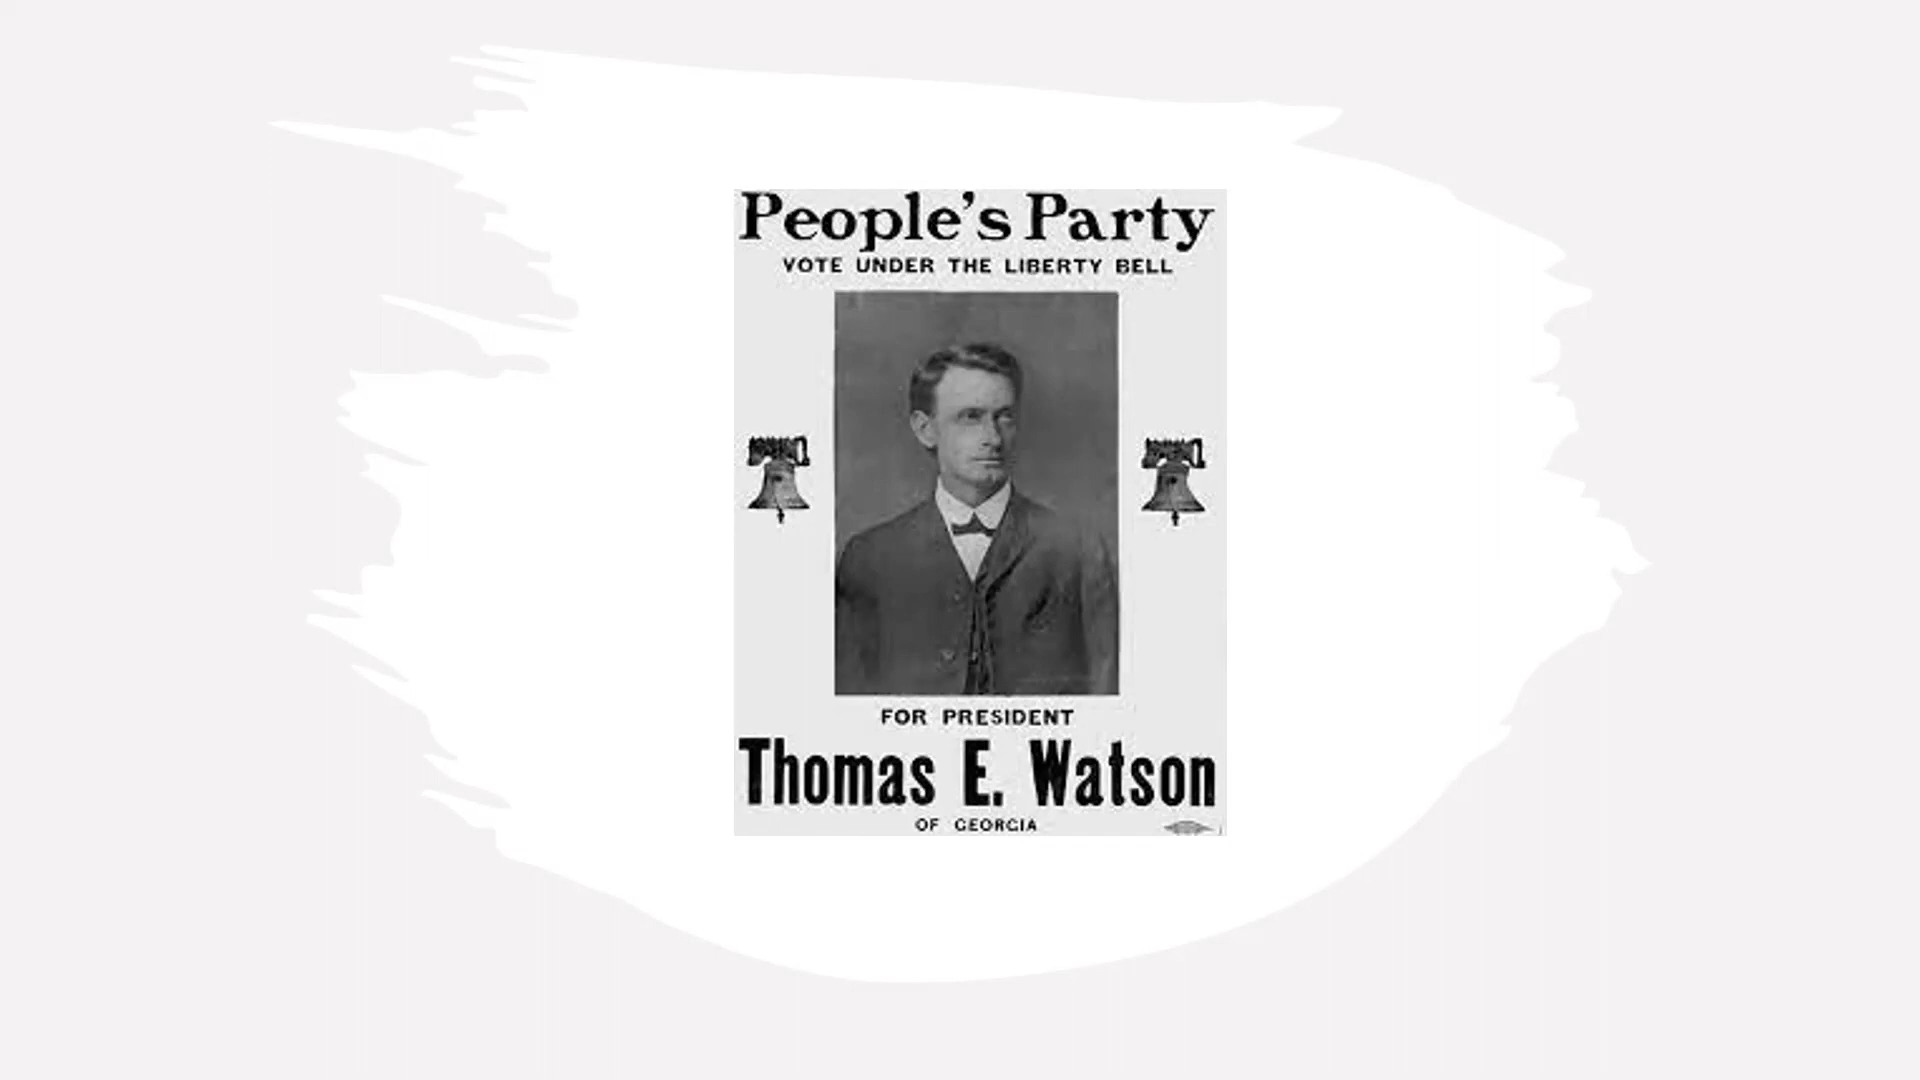 People's Party
VOTE UNDER THE LIBERTY BELL
FOR PRESIDENT
Thomas E. Watson
OF GEORGIA